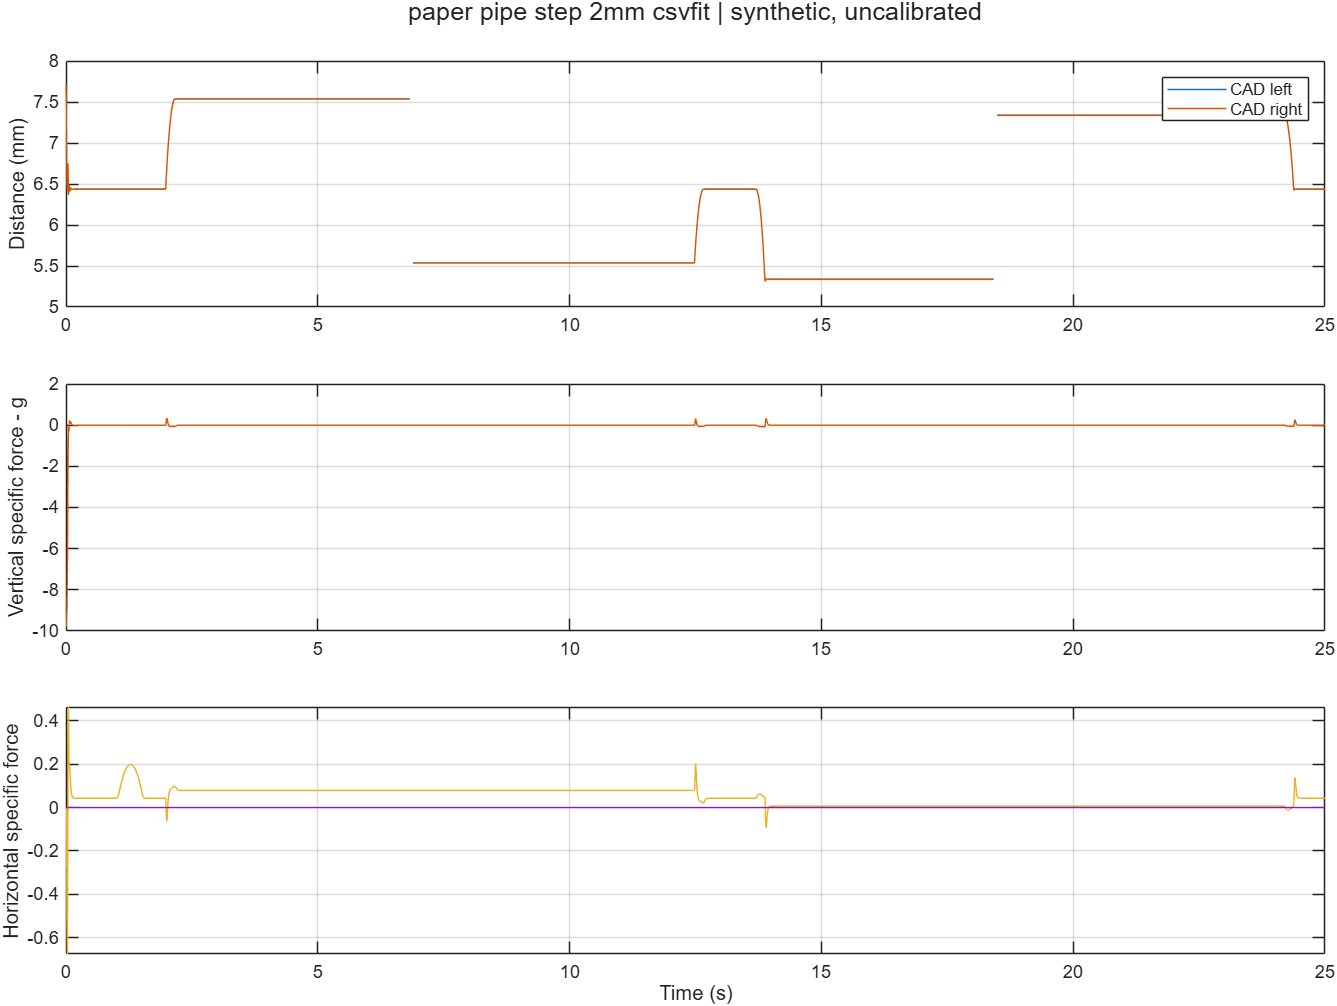 paper pipe step 2mm csvfit | synthetic, uncalibrated
Distance (mm)
8
7.5
7
6.5
6
5.5
5
CAD left
CAD right
0 5 10 15 20 25
Vertical specific force - g
2
0
-2
-4
-6
-8
-10
0 5 10 15 20 25
Horizontal specific force
0.4
0.2
0
-0.2
-0.4
-0.6
0 5 10 15 20 25
Time (s)